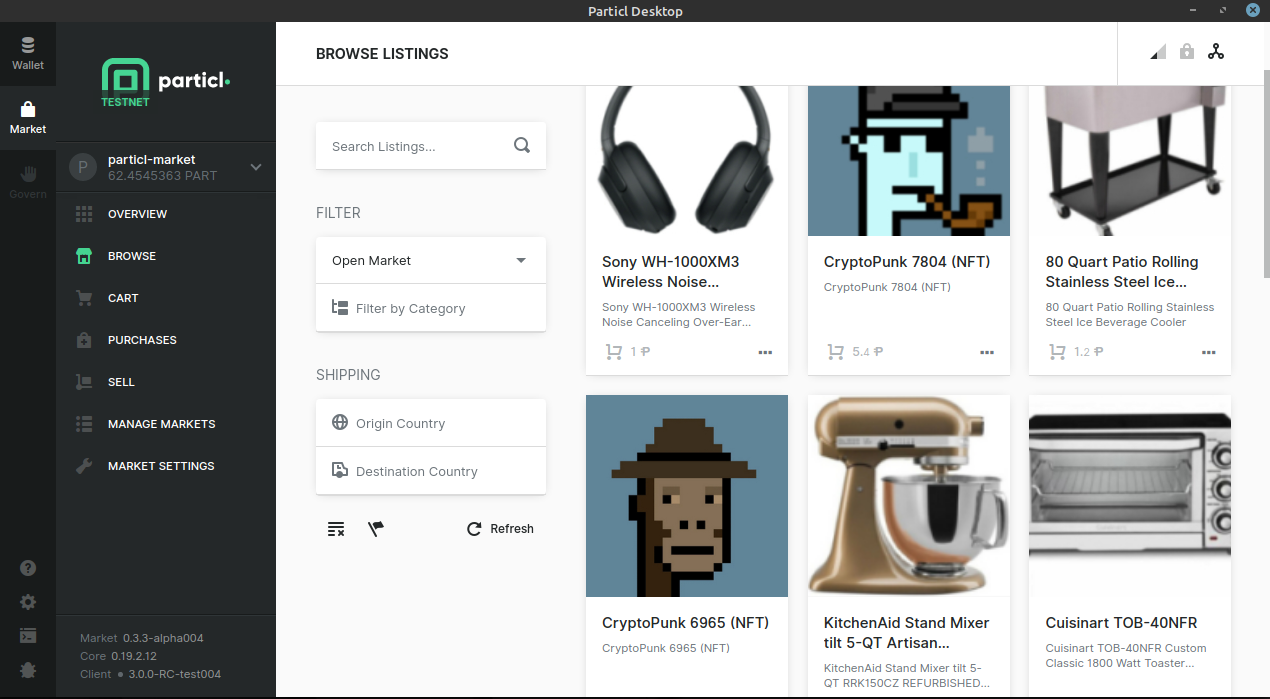 Particl Desktop
Wallet
Market
Govern
particl
TESTNET
P
particl-market
62.4545363 PART
OVERVIEW
BROWSE
CART
PURCHASES
SELL
MANAGE MARKETS
MARKET SETTINGS
Market 0.3.3-alpha004
Core 0.19.2.12
Client • 3.0.0-RC-test004
BROWSE LISTINGS
Search Listings...
FILTER
Open Market
Filter by Category
SHIPPING
Origin Country
Destination Country
Refresh
Sony WH-1000XM3
Wireless Noise...
Sony WH-1000XM3 Wireless
Noise Canceling Over-Ear...
1 ₱
CryptoPunk 7804 (NFT)
CryptoPunk 7804 (NFT)
5.4 ₱
80 Quart Patio Rolling
Stainless Steel Ice...
80 Quart Patio Rolling Stainless
Steel Ice Beverage Cooler
1.2 ₱
CryptoPunk 6965 (NFT)
CryptoPunk 6965 (NFT)
KitchenAid Stand Mixer
tilt 5-QT Artisan...
KitchenAid Stand Mixer tilt 5-
QT RRK150CZ REFURBISHED...
Cuisinart TOB-40NFR
Cuisinart TOB-40NFR Custom
Classic 1800 Watt Toaster...